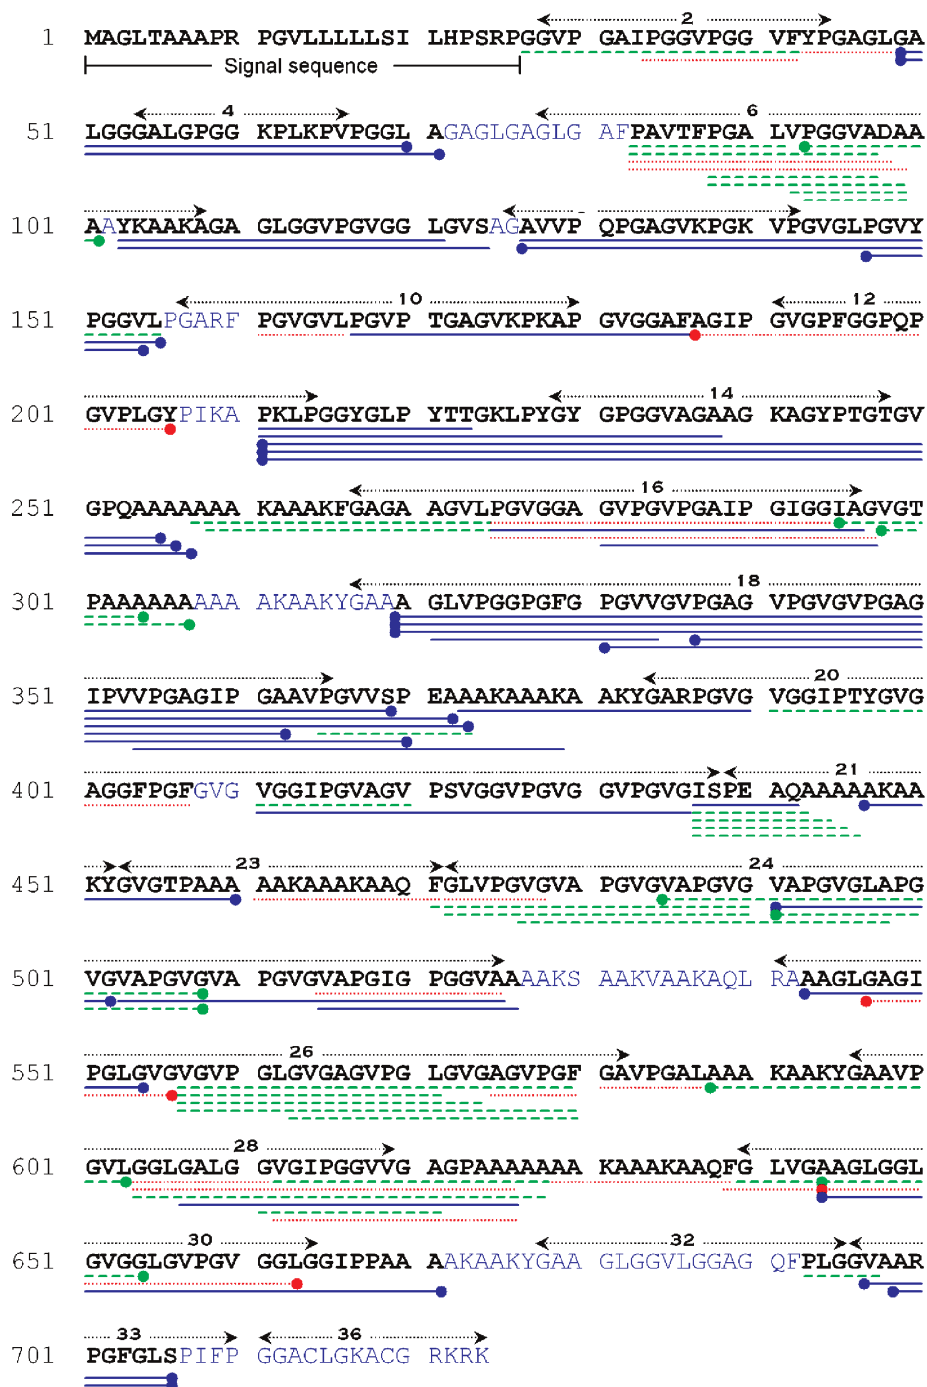 2
1 MAGLTAAAPR PGVLLLLLSI LHPSRPGGVP GAIPGGVPGG VFYPGAGLGA
Signal sequence
4 6
51 LGGGALGPGG KPLKPVPGGL AGAGLGAGLG AFPAVTFPGA LVPGGVADAA
101 AAYKAAKAGA GLGGVPGVGG LGVSAGAVVP QPGAGVKPGK VPGVGLPGVY
10 12
151 PGGVLPGARF PGVGVLPGVP TGAGVKPKAP GVGGAFAGIP GVGPFGGPQP
14
201 GVPLGYPIKA PKLPGGYGLP YTTGKLPYGY GPGGVAGAAG KAGYPTGTGV
16
251 GPQAAAAAAA KAAAKFGAGA AGVLPGVGGA GVPGVPGAIP GIGGIAGVGT
18
301 PAAAAAAAAA AKAAKYGAAA GLVPGGPGFG PGVVGVPGAG VPGVGVPGAG
20
351 IPVVPGAGIP GAAVPGVVSP EAAAKAAAKA AKYGARPGVG VGGIPTYGVG
21
401 AGGFPGFGVG VGGIPGVAGV PSVGGVPGVG GVPGVGISPE AQAAAAAKAA
23 24
451 KYGVGTPAAA AAKAAAKAAQ FGLVPGVGVA PGVGVAPGVG VAPGVGLAPG
501 VGVAPGVGVA PGVGVAPGIG PGGVAAAAKS AAKVAAKAQL RAAAGLGAGI
26
551 PGLGVGVGVP GLGVGAGVPG LGVGAGVPGF GAVPGALAAA KAAKYGAAVP
28
601 GVLGGLGALG GVGIPGGVVG AGPAAAAAAA KAAAKAAQFG LVGAAGLGGL
30 32
651 GVGGLGVPGV GGLGGIPPAA AAKAAKYGAA GLGGVLGGAG QFPLGGVAAR
33 36
701 PGFGLSPIFP GGACLGKACG RKRK